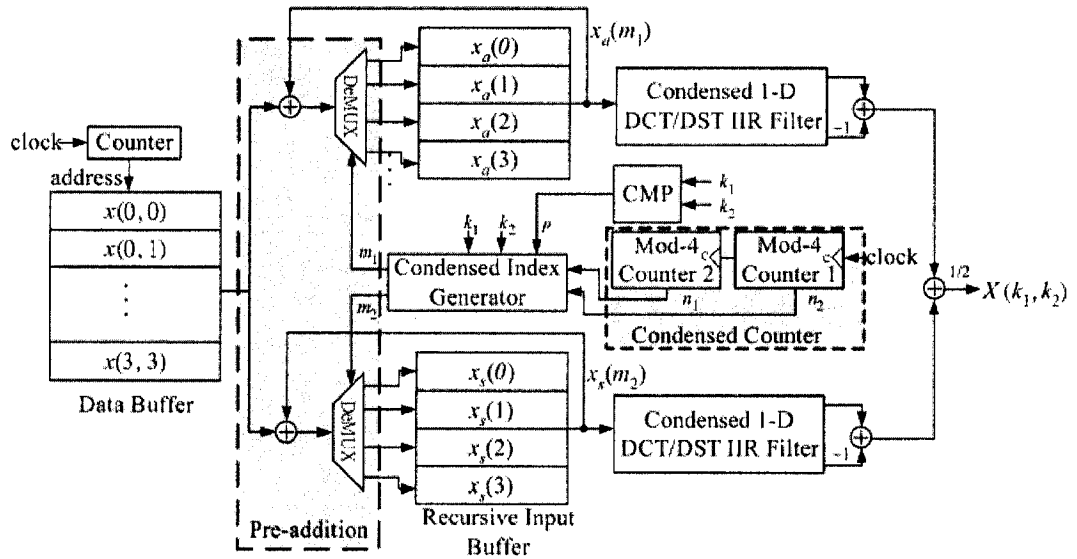 clock
Counter
address
x(0, 0)
x(0, 1)
x(3, 3)
Data Buffer
DeMUX
Pre-addition
x_a(0)
x_a(1)
x_a(2)
x_a(3)
x_a(m_1)
Condensed 1-D
DCT/DST IIR Filter
-1
CMP
k_1
k_2
k_1
k_2
p
m_1
Condensed Index
Generator
m_2
Mod-4
Counter 2
c
Mod-4
Counter 1
c
clock
n_1
n_2
Condensed Counter
1/2
X(k_1, k_2)
DeMUX
x_s(0)
x_s(1)
x_s(2)
x_s(3)
Recursive Input
Buffer
x_s(m_2)
Condensed 1-D
DCT/DST IIR Filter
-1